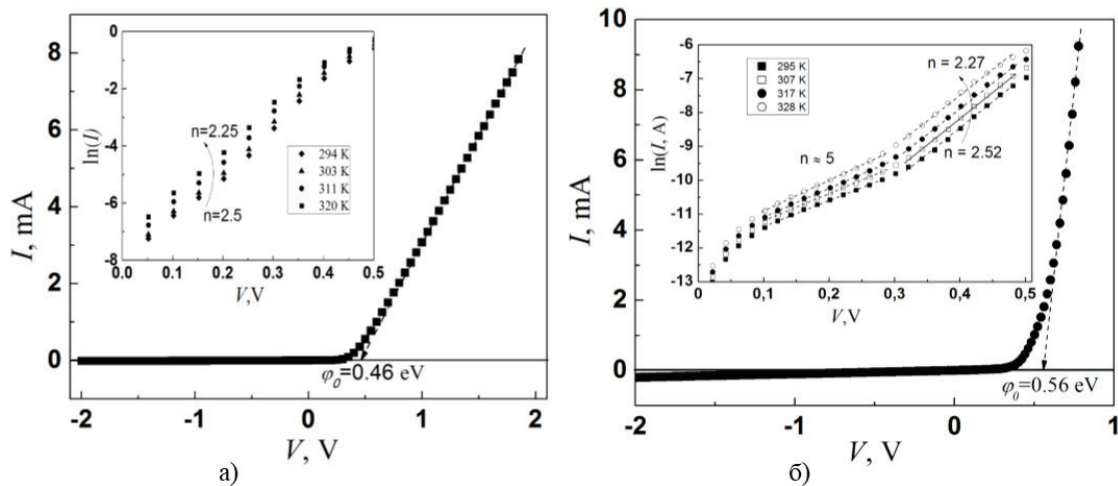 a)
8
6
4
2
0
I, mA
-2
-1
0
1
2
V, V
φ₀=0.46 eV
0
-2
-4
-6
-8
ln(I)
0.0
0.1
0.2
0.3
0.4
0.5
V,V
n=2.25
n=2.5
294 K
303 K
311 K
320 K
а)
б)
10
8
6
4
2
0
I, mA
-2
-1
0
1
V, V
φ₀=0.56 eV
-6
-7
-8
-9
-10
-11
-12
-13
ln(I, A)
0
0,1
0,2
0,3
0,4
0,5
V,V
295 K
307 K
317 K
328 K
n = 2.27
n ≈ 5
n = 2.52
б)